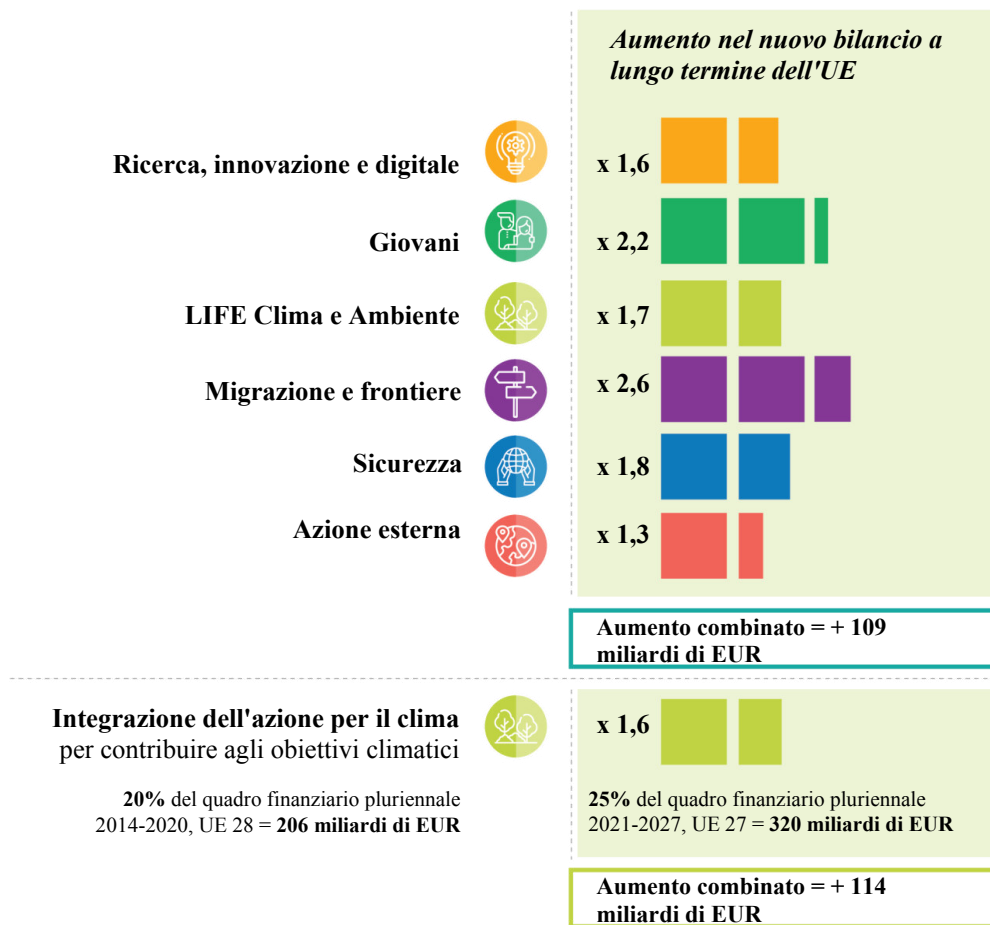 Aumento nel nuovo bilancio a
lungo termine dell'UE
Ricerca, innovazione e digitale
x 1,6
Giovani
x 2,2
LIFE Clima e Ambiente
x 1,7
Migrazione e frontiere
x 2,6
Sicurezza
x 1,8
Azione esterna
x 1,3
Aumento combinato = + 109
miliardi di EUR
Integrazione dell'azione per il clima
per contribuire agli obiettivi climatici
x 1,6
20% del quadro finanziario pluriennale
2014-2020, UE 28 = 206 miliardi di EUR
25% del quadro finanziario pluriennale
2021-2027, UE 27 = 320 miliardi di EUR
Aumento combinato = + 114
miliardi di EUR